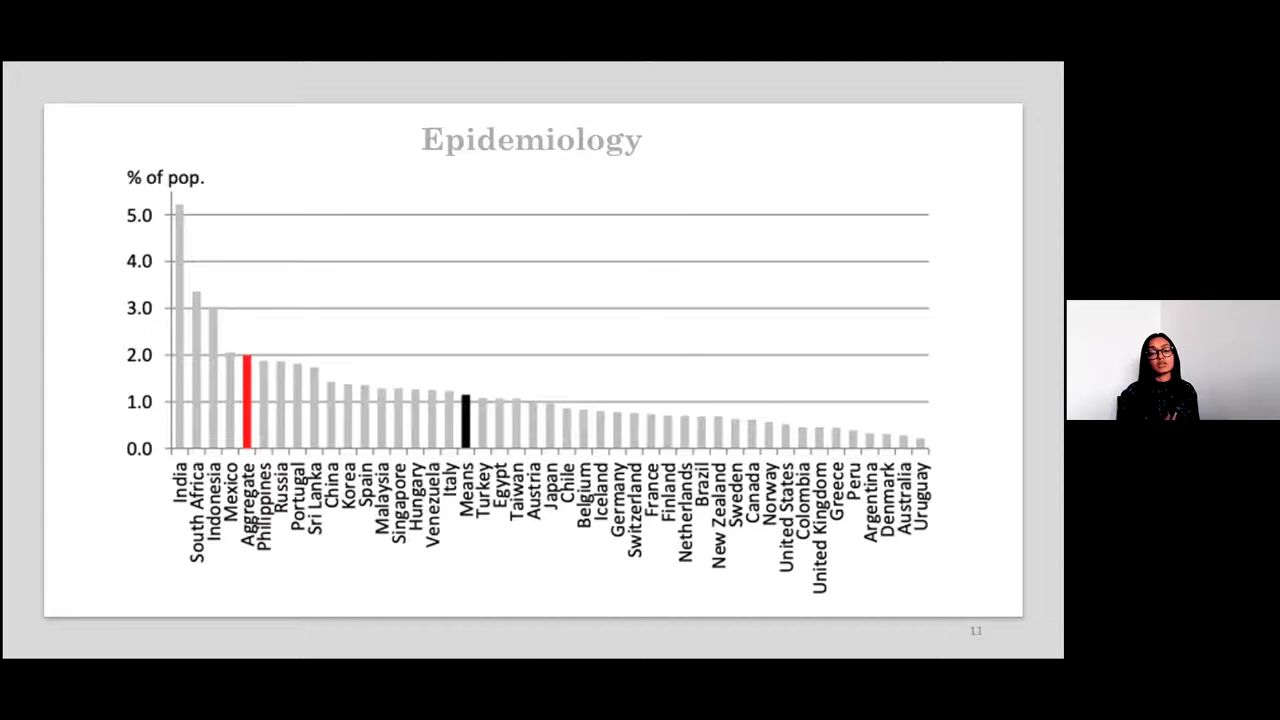 Epidemiology
% of pop.
5.0
4.0
3.0
2.0
1.0
0.0
India
South Africa
Indonesia
Mexico
Aggregate
Philippines
Russia
Portugal
Sri Lanka
China
Korea
Spain
Malaysia
Singapore
Hungary
Venezuela
Italy
Means
Turkey
Egypt
Taiwan
Austria
Japan
Chile
Belgium
Iceland
Germany
Switzerland
France
Finland
Netherlands
Brazil
New Zealand
Sweden
Canada
Norway
United States
Colombia
United Kingdom
Greece
Peru
Argentina
Denmark
Australia
Uruguay
11